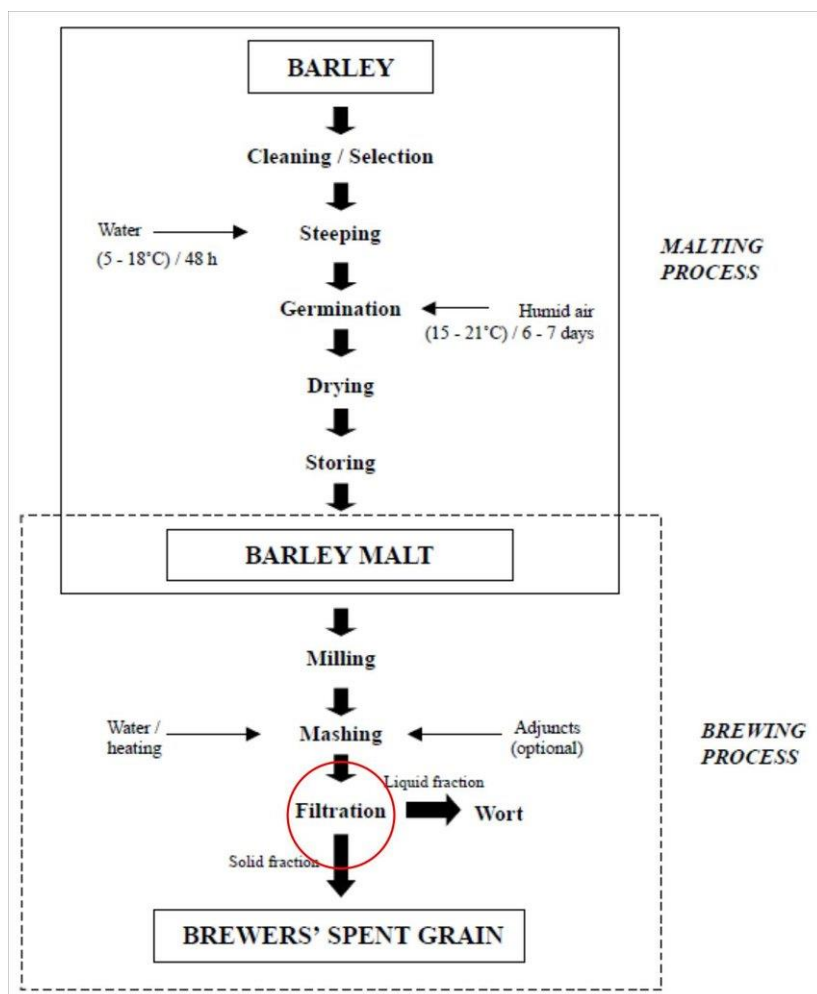 BARLEY
Cleaning / Selection
Water
(5 - 18˚C) / 48 h
Steeping
MALTING
PROCESS
Germination
Humid air
(15 - 21˚C) / 6 - 7 days
Drying
Storing
BARLEY MALT
Milling
Water /
heating
Mashing
Adjuncts
(optional)
BREWING
PROCESS
Liquid fraction
Filtration
Wort
Solid fraction
BREWERS’ SPENT GRAIN